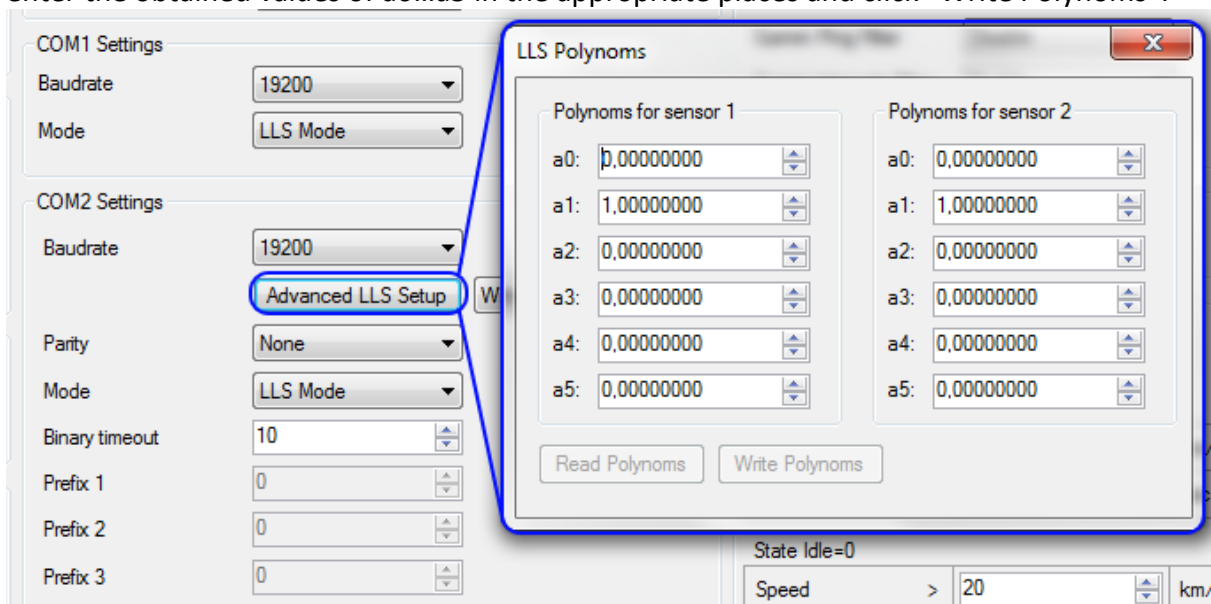 COM1 Settings
Baudrate 19200
Mode LLS Mode
COM2 Settings
Baudrate 19200
Advanced LLS Setup W
Parity None
Mode LLS Mode
Binary timeout 10
Prefix 1 0
Prefix 2 0
Prefix 3 0
LLS Polynoms
Polynoms for sensor 1
a0: 0,00000000
a1: 1,00000000
a2: 0,00000000
a3: 0,00000000
a4: 0,00000000
a5: 0,00000000
Polynoms for sensor 2
a0: 0,00000000
a1: 1,00000000
a2: 0,00000000
a3: 0,00000000
a4: 0,00000000
a5: 0,00000000
Read Polynoms Write Polynoms
State Idle=0
Speed > 20 km/